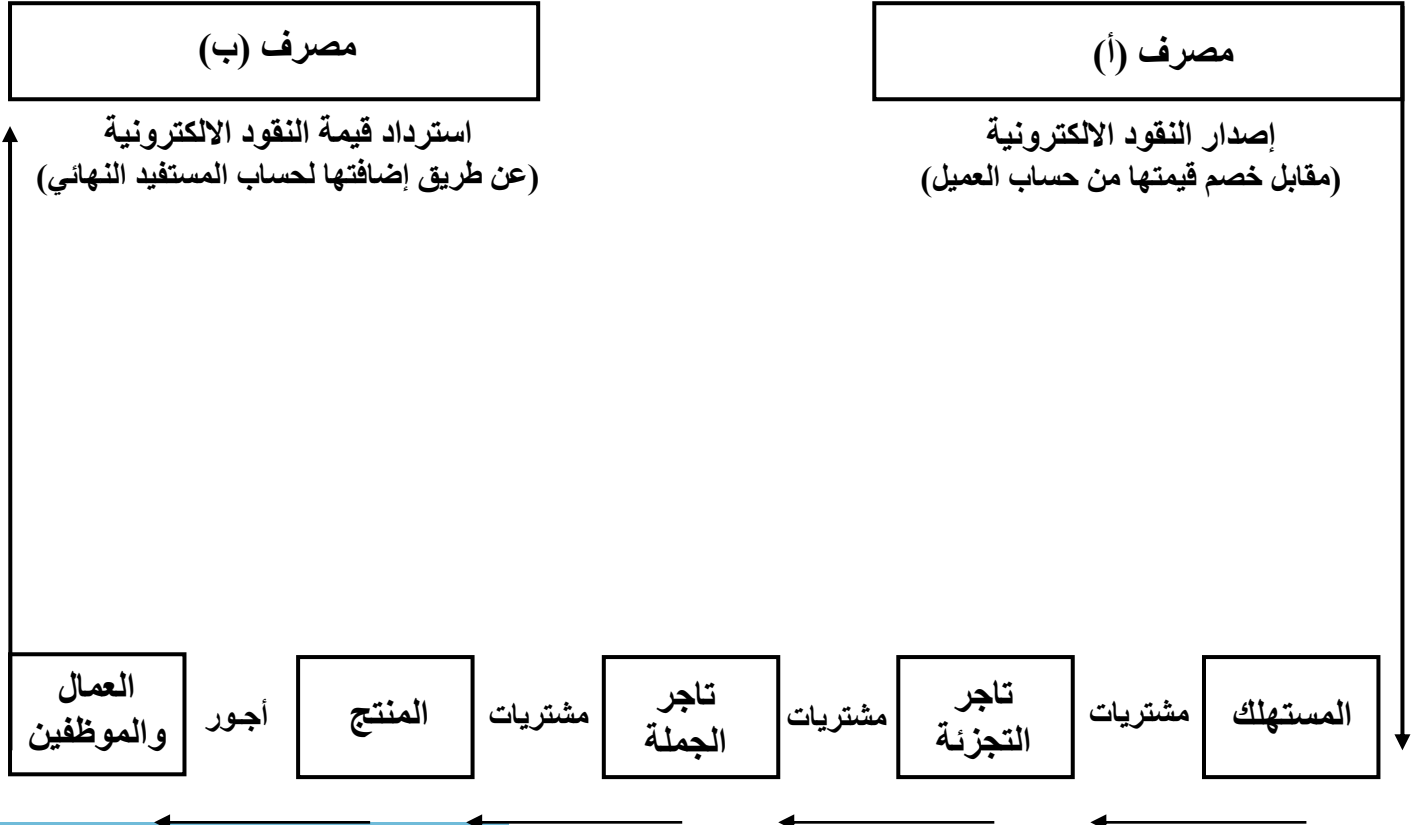 مصرف (أ)
مصرف (ب)
إصدار النقود الالكترونية
(مقابل خصم قيمتها من حساب العميل)
استرداد قيمة النقود الالكترونية
(عن طريق إضافتها لحساب المستفيد النهائي)
المستهلك
مشتريات
تاجر
التجزئة
مشتريات
تاجر
الجملة
مشتريات
المنتج
أجور
العمال
والموظفين